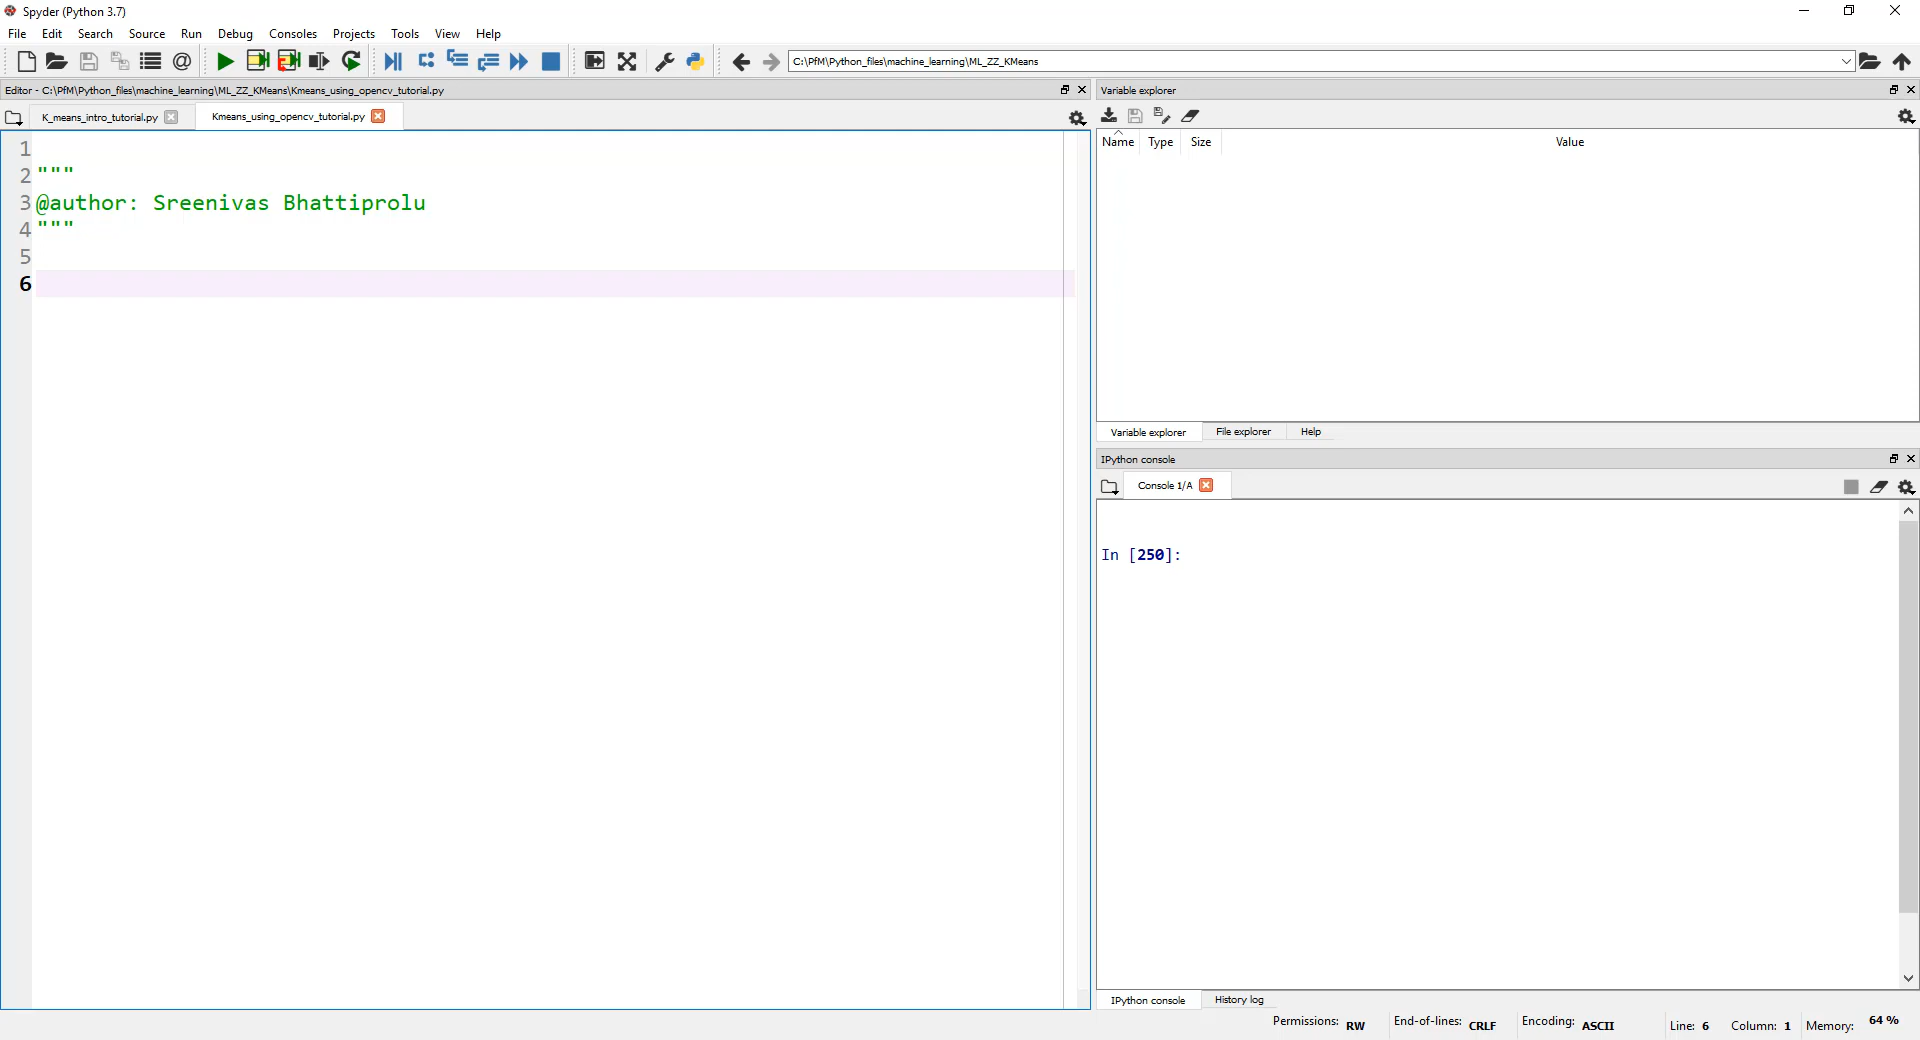 Spyder (Python 3.7)
File Edit Search Source Run Debug Consoles Projects Tools View Help
C:\PfM\Python_files\machine_learning\ML_ZZ_KMeans
Editor - C:\PfM\Python_files\machine_learning\ML_ZZ_KMeans\Kmeans_using_opencv_tutorial.py
K_means_intro_tutorial.py Kmeans_using_opencv_tutorial.py
1
2 """
3 @author: Sreenivas Bhattiprolu
4 """
5
6
Variable explorer
Name Type Size Value
Variable explorer File explorer Help
IPython console
Console 1/A
In [250]:
IPython console History log
Permissions: RW End-of-lines: CRLF Encoding: ASCII Line: 6 Column: 1 Memory: 64 %